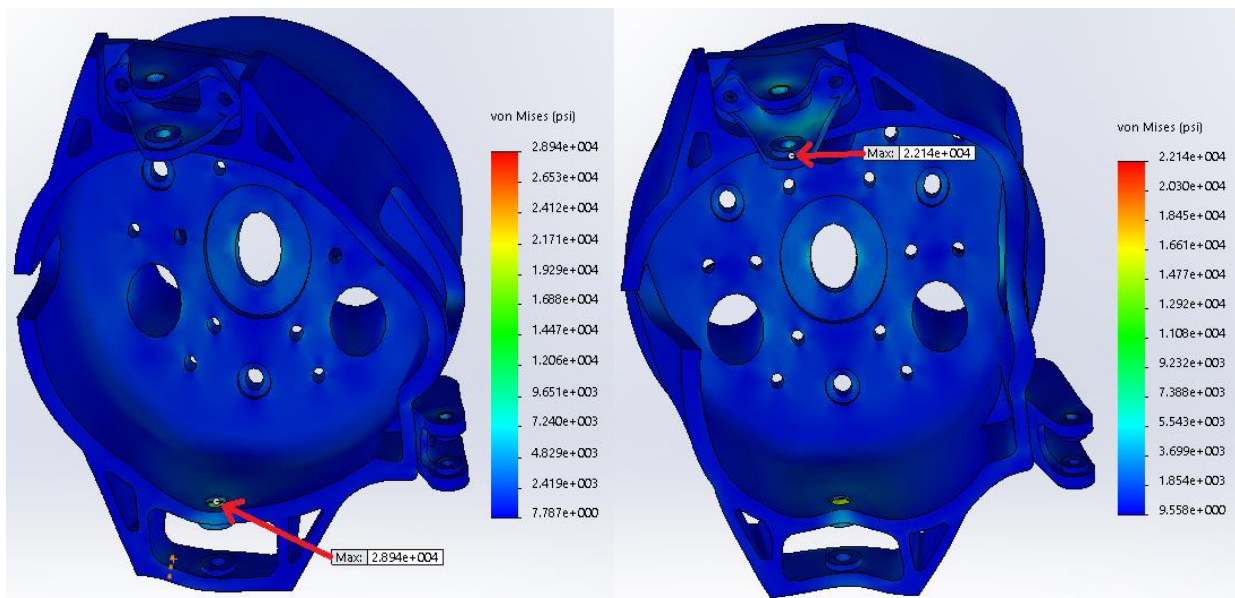 von Mises (psi)
2.894e+004
2.653e+004
2.412e+004
2.171e+004
1.929e+004
1.688e+004
1.447e+004
1.206e+004
9.651e+003
7.240e+003
4.829e+003
2.419e+003
7.787e+000
Max: 2.894e+004
von Mises (psi)
2.214e+004
2.030e+004
1.845e+004
1.661e+004
1.477e+004
1.292e+004
1.108e+004
9.232e+003
7.388e+003
5.543e+003
3.699e+003
1.854e+003
9.558e+000
Max: 2.214e+004